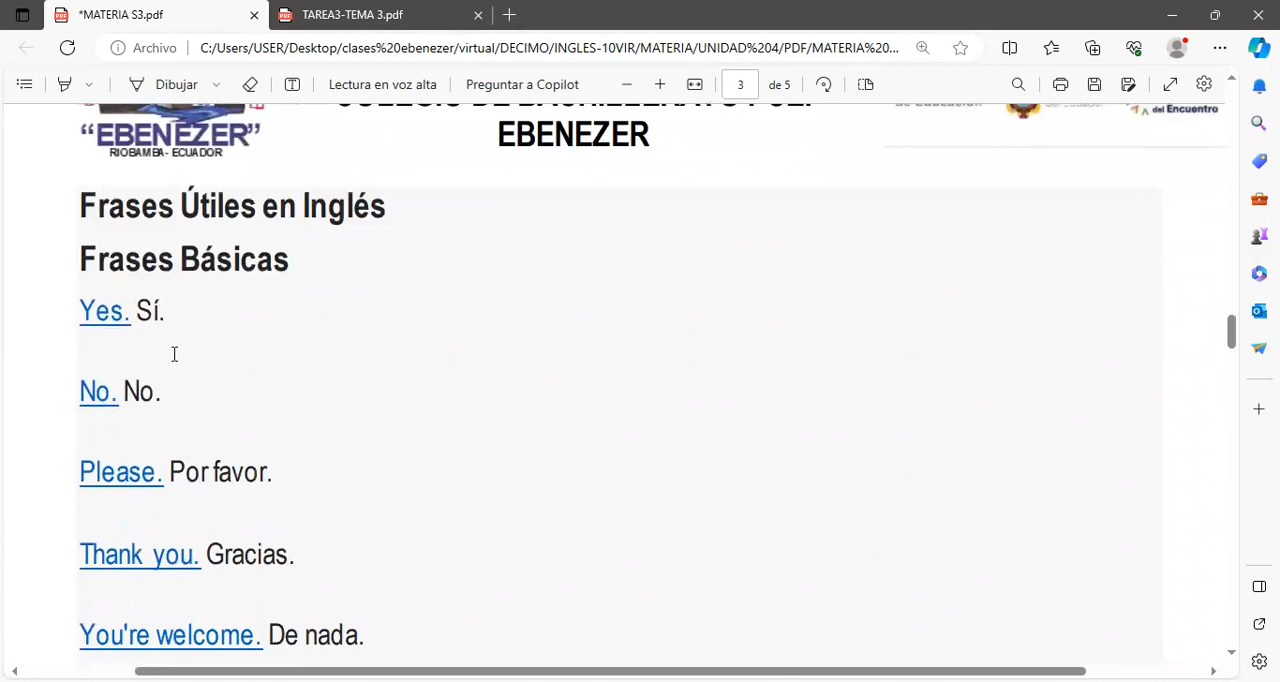 *MATERIA S3.pdf
TAREA3-TEMA 3.pdf
Archivo
C:/Users/USER/Desktop/clases%20ebenezer/virtual/DECIMO/INGLES-10VIR/MATERIA/UNIDAD%204/PDF/MATERIA%20...
Dibujar
Lectura en voz alta
Preguntar a Copilot
3
de 5
"EBENEZER"
RIOBAMBA - ECUADOR
EBENEZER
del Encuentro
Frases Útiles en Inglés
Frases Básicas
Yes. Sí.
No. No.
Please. Por favor.
Thank you. Gracias.
You're welcome. De nada.